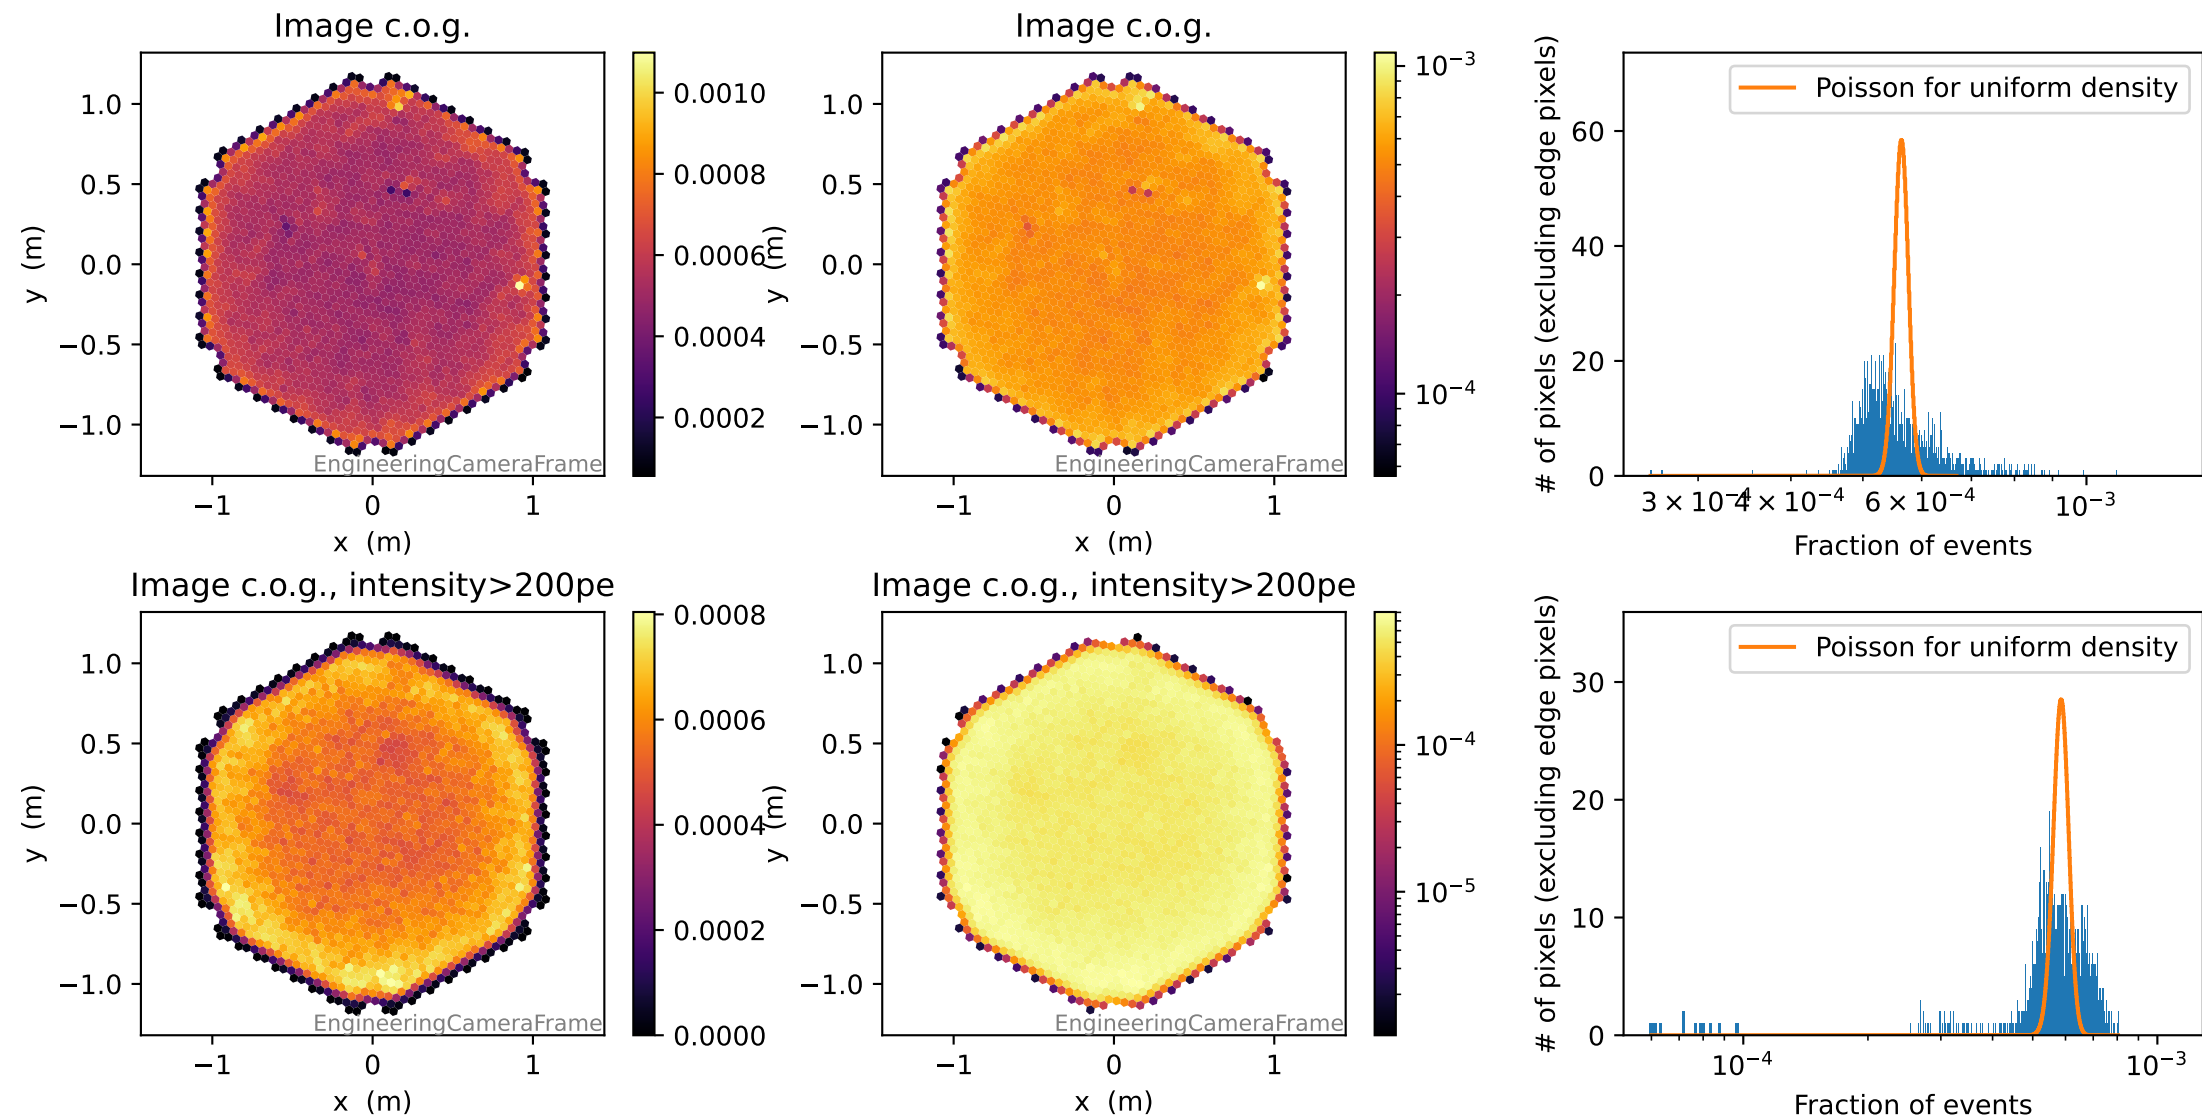 Image c.o.g.
Image c.o.g.
1.0
0.5
0.0
−0.5
−1.0
y (m)
−1
0
1
x (m)
EngineeringCameraFrame
0.0010
0.0008
0.0006
0.0004
0.0002
1.0
0.5
0.0
−0.5
−1.0
y (m)
−1
0
1
x (m)
EngineeringCameraFrame
10⁻³
10⁻⁴
Poisson for uniform density
60
40
20
0
# of pixels (excluding edge pixels)
3 × 10⁻⁴
4 × 10⁻⁴
6 × 10⁻⁴
10⁻³
Fraction of events
Image c.o.g., intensity>200pe
Image c.o.g., intensity>200pe
1.0
0.5
0.0
−0.5
−1.0
y (m)
−1
0
1
x (m)
EngineeringCameraFrame
0.0008
0.0006
0.0004
0.0002
0.0000
1.0
0.5
0.0
−0.5
−1.0
y (m)
−1
0
1
x (m)
EngineeringCameraFrame
10⁻⁴
10⁻⁵
Poisson for uniform density
30
20
10
0
# of pixels (excluding edge pixels)
10⁻⁴
10⁻³
Fraction of events